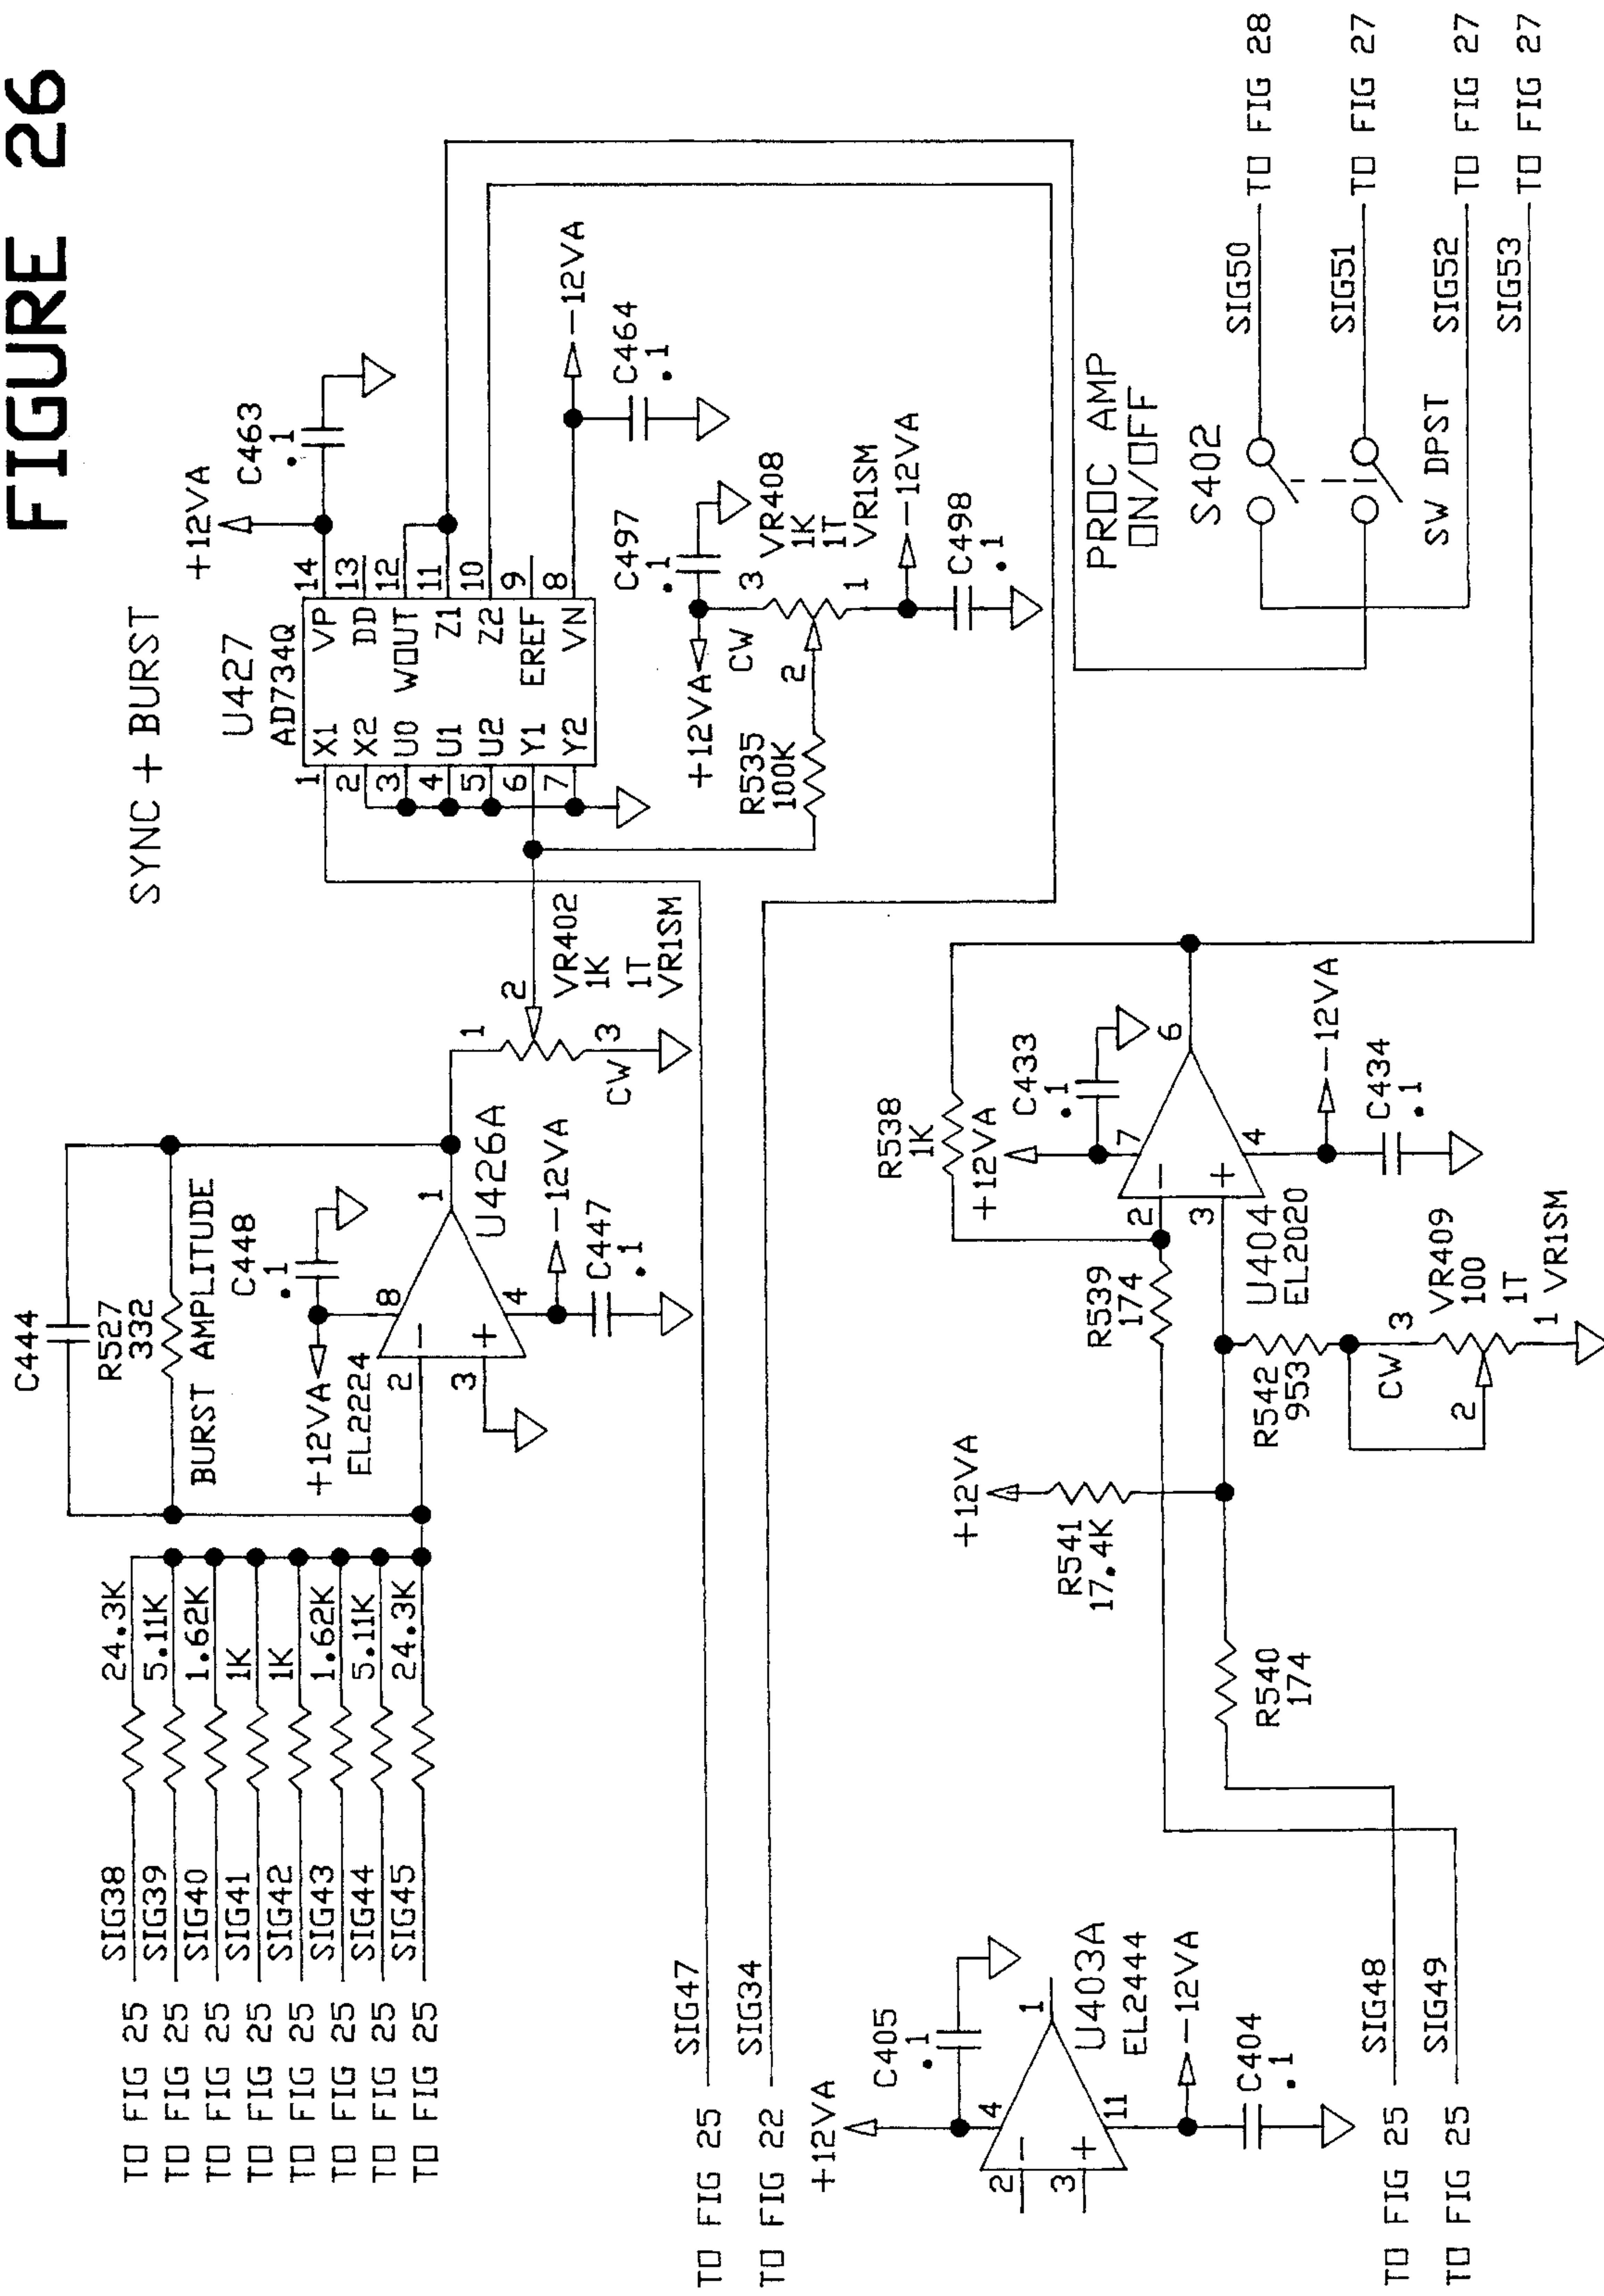 FIGURE 26
SYNC + BURST
C444
R527
332
BURST AMPLITUDE
C448
.1
+12VA
EL2224
8
2
3
1
4
U426A
-12VA
C447
.1
TO FIG 25 SIG38 24.3K
TO FIG 25 SIG39 5.11K
TO FIG 25 SIG40 1.62K
TO FIG 25 SIG41 1K
TO FIG 25 SIG42 1K
TO FIG 25 SIG43 1.62K
TO FIG 25 SIG44 5.11K
TO FIG 25 SIG45 24.3K
1
2
CW 3
VR402
1K
1T
VR1SM
U427
AD734Q
1 X1 VP 14
2 X2 DD 13
3 U0 WOUT 12
4 U1 Z1 11
5 U2 Z2 10
6 Y1 EREF 9
7 Y2 VN 8
+12VA
C463
.1
-12VA
C464
.1
C497
.1
+12VA
CW
3
VR408
1K
1T
VR1SM
2
1
R535
100K
-12VA
C498
.1
TO FIG 25 SIG47
TO FIG 22 SIG34
+12VA
C405
.1
4
2
3
1
11
U403A
EL2444
-12VA
C404
.1
TO FIG 25 SIG48
TO FIG 25 SIG49
R540
174
+12VA
R541
17.4K
R539
174
R538
1K
+12VA
C433
.1
7
2
3
6
4
U404
EL2020
-12VA
C434
.1
R542
953
CW 3
2
VR409
100
1T
1 VR1SM
PROC AMP
ON/OFF
S402
SW DPST
SIG50 TO FIG 28
SIG51 TO FIG 27
SIG52 TO FIG 27
SIG53 TO FIG 27